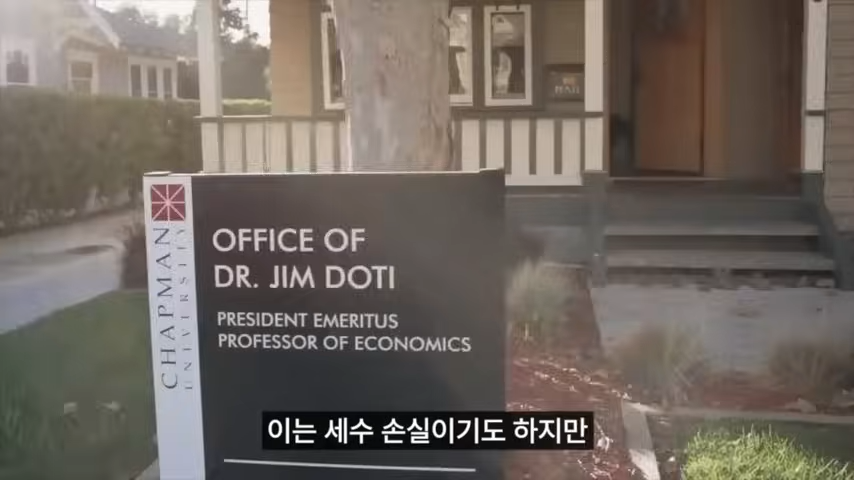 OFFICE OF
DR. JIM DOTI
PRESIDENT EMERITUS
PROFESSOR OF ECONOMICS
CHAPMAN
UNIVERSITY
MAIL
이는 세수 손실이기도 하지만